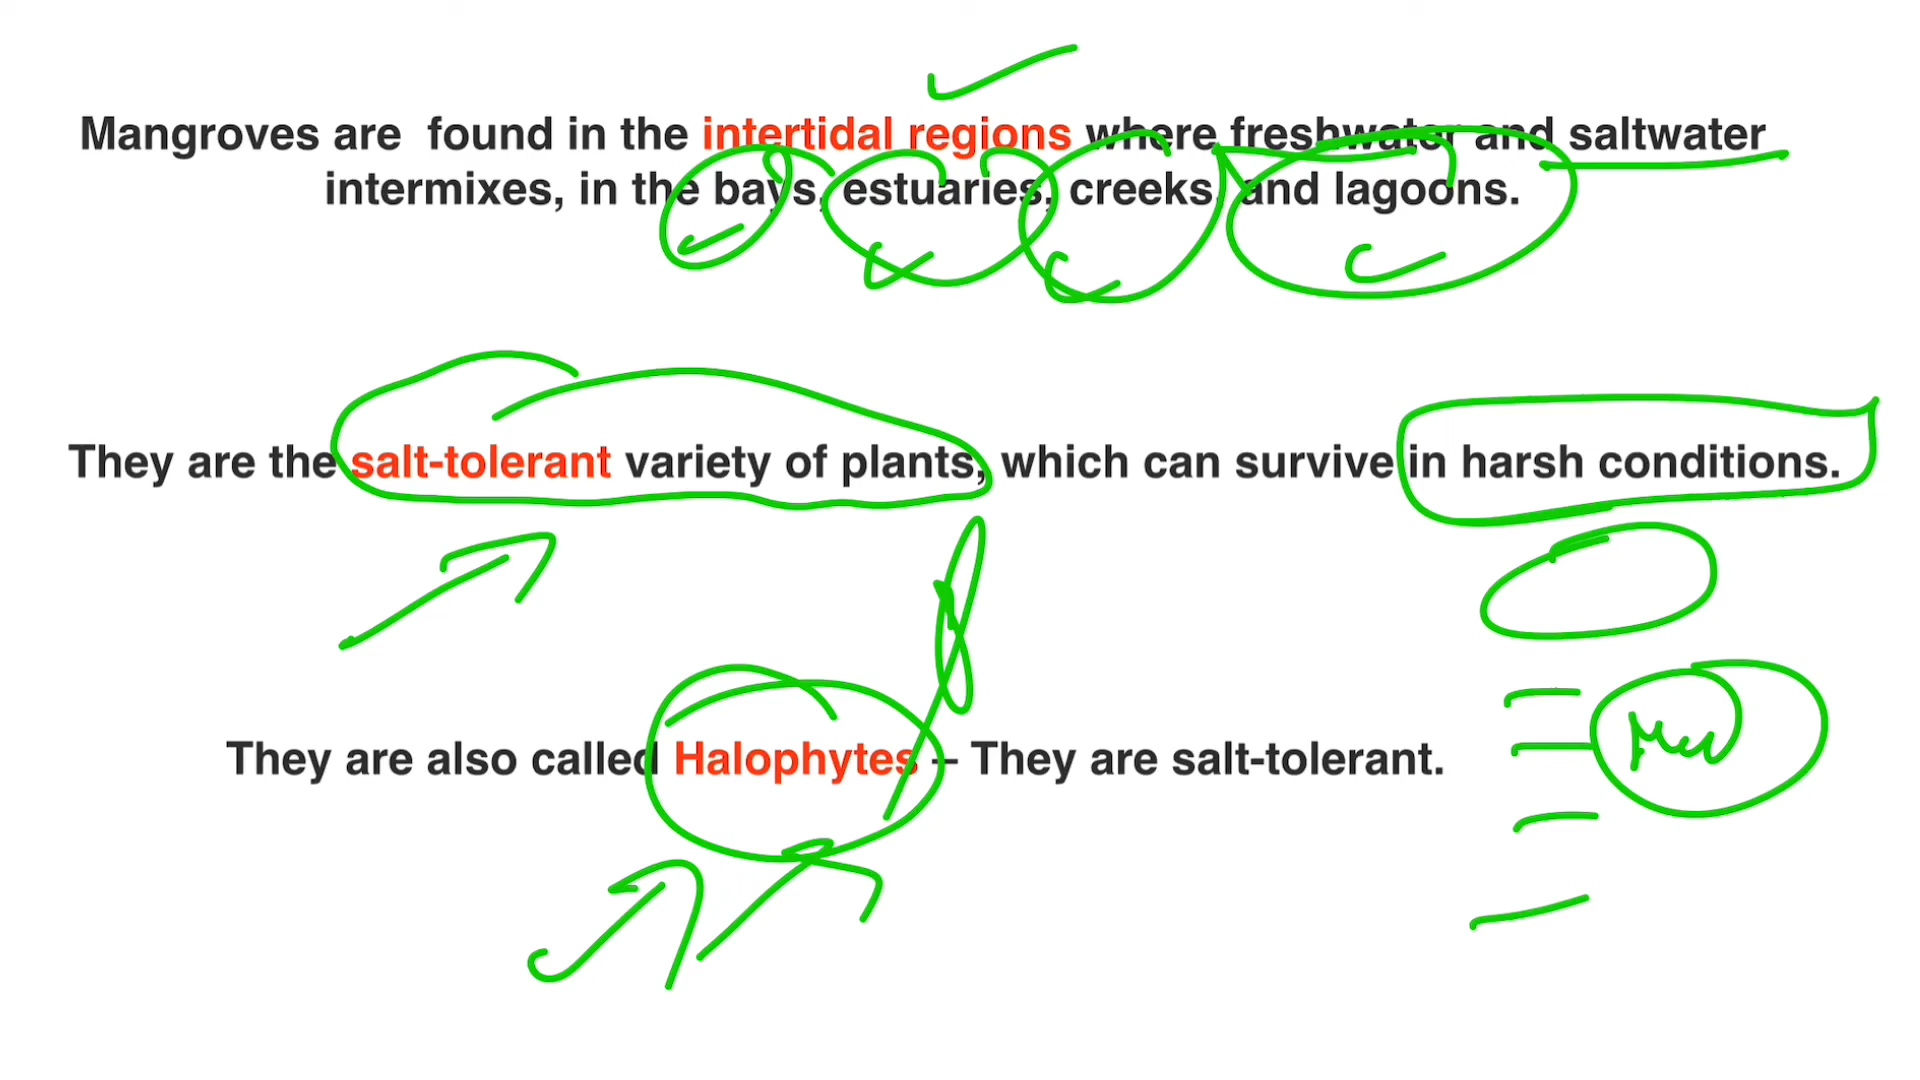 Mangroves are found in the intertidal regions where freshwater and saltwater
intermixes, in the bays, estuaries, creeks, and lagoons.
They are the salt-tolerant variety of plants, which can survive in harsh conditions.
They are also called Halophytes – They are salt-tolerant.